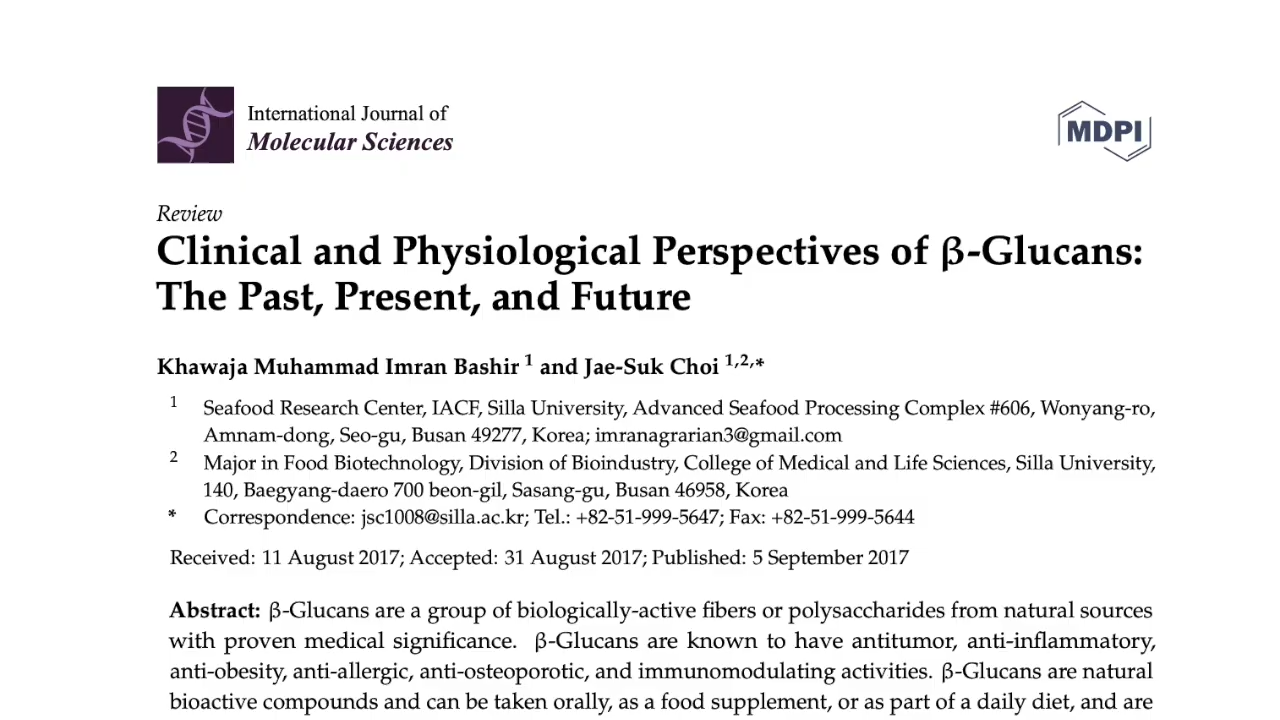 International Journal of
Molecular Sciences
MDPI
Review
Clinical and Physiological Perspectives of β-Glucans:
The Past, Present, and Future
Khawaja Muhammad Imran Bashir 1 and Jae-Suk Choi 1,2,*
1 Seafood Research Center, IACF, Silla University, Advanced Seafood Processing Complex #606, Wonyang-ro,
Amnam-dong, Seo-gu, Busan 49277, Korea; imranagrarian3@gmail.com
2 Major in Food Biotechnology, Division of Bioindustry, College of Medical and Life Sciences, Silla University,
140, Baegyang-daero 700 beon-gil, Sasang-gu, Busan 46958, Korea
* Correspondence: jsc1008@silla.ac.kr; Tel.: +82-51-999-5647; Fax: +82-51-999-5644
Received: 11 August 2017; Accepted: 31 August 2017; Published: 5 September 2017
Abstract: β-Glucans are a group of biologically-active fibers or polysaccharides from natural sources
with proven medical significance. β-Glucans are known to have antitumor, anti-inflammatory,
anti-obesity, anti-allergic, anti-osteoporotic, and immunomodulating activities. β-Glucans are natural
bioactive compounds and can be taken orally, as a food supplement, or as part of a daily diet, and are